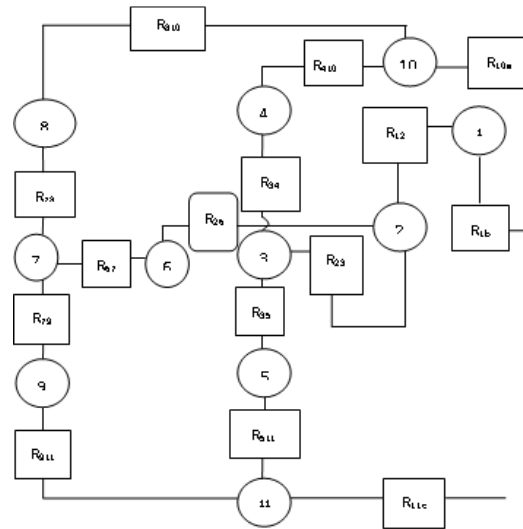 R₈₁₀
R₄₁₀
10
R₁₀ₐ
8
4
R₁₂
1
R₇₈
R₃₄
R₂₆
2
R₁b
7
R₆₇
6
3
R₂₃
R₇₉
R₃₅
9
5
R₉₁₁
R₅₁₁
11
R₁₁c